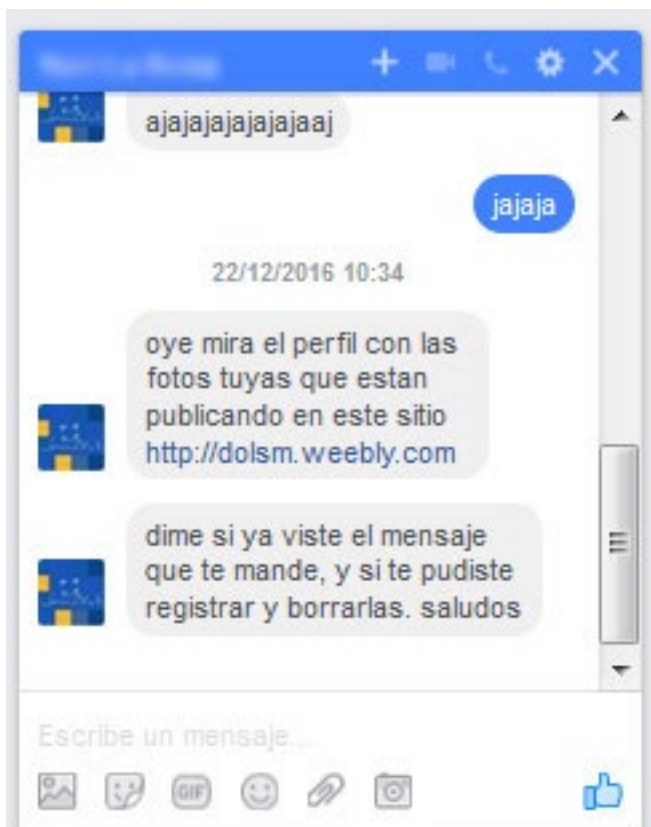 ajajajajajajajaaj
jajaja
22/12/2016 10:34
oye mira el perfil con las
fotos tuyas que estan
publicando en este sitio
http://dolsm.weebly.com
dime si ya viste el mensaje
que te mande, y si te pudiste
registrar y borrarlas. saludos
Escribe un mensaje...
GIF